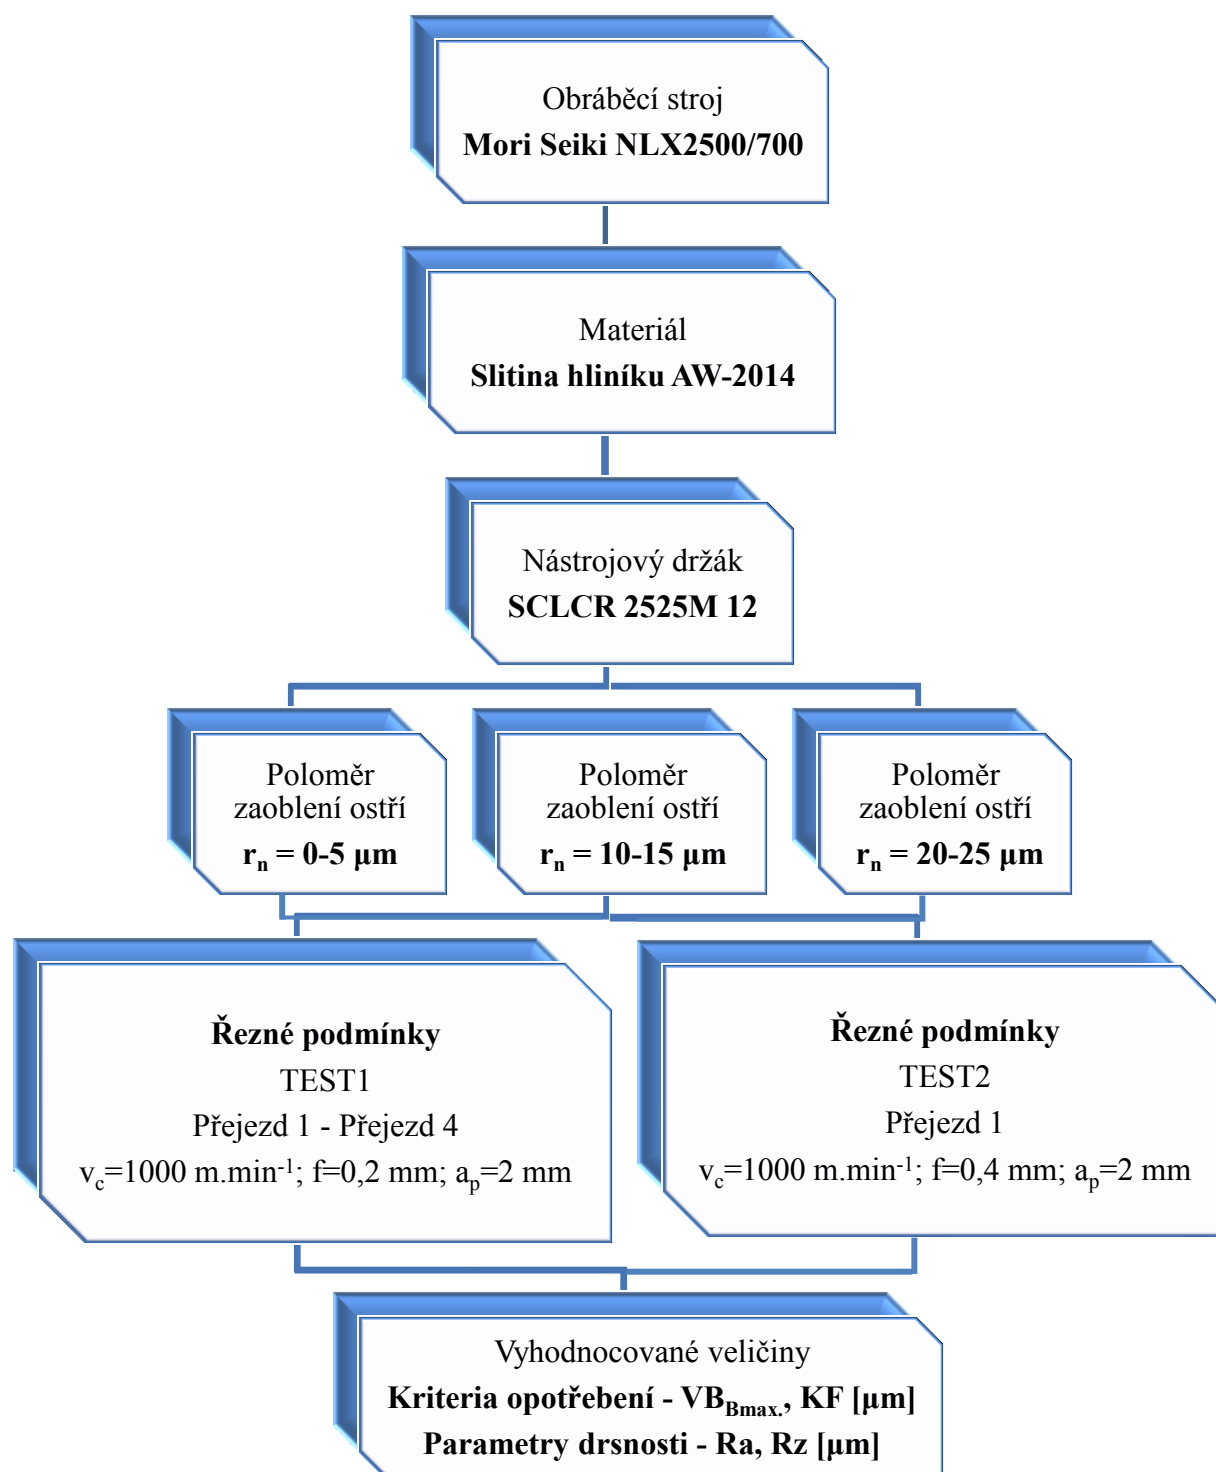 Obráběcí stroj
Mori Seiki NLX2500/700
Materiál
Slitina hliníku AW-2014
Nástrojový držák
SCLCR 2525M 12
Poloměr
zaoblení ostří
rₙ = 0-5 µm
Poloměr
zaoblení ostří
rₙ = 10-15 µm
Poloměr
zaoblení ostří
rₙ = 20-25 µm
Řezné podmínky
TEST1
Přejezd 1 - Přejezd 4
v_c=1000 m.min⁻¹; f=0,2 mm; aₚ=2 mm
Řezné podmínky
TEST2
Přejezd 1
v_c=1000 m.min⁻¹; f=0,4 mm; aₚ=2 mm
Vyhodnocované veličiny
Kriteria opotřebení - VB_Bmax., KF [µm]
Parametry drsnosti - Ra, Rz [µm]